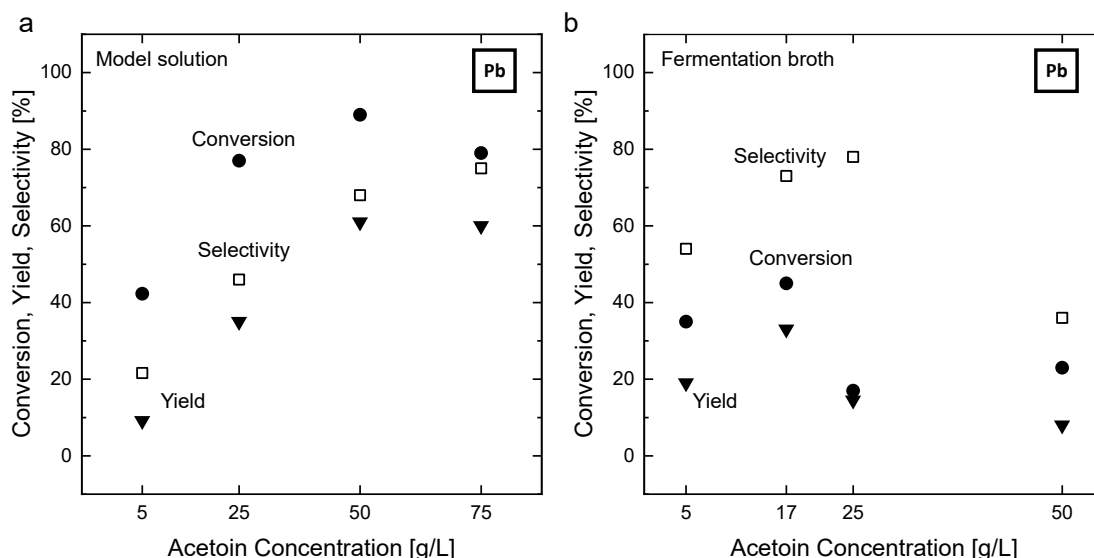 a
Model solution
Pb
Conversion
Selectivity
Yield
Conversion, Yield, Selectivity [%]
100
80
60
40
20
0
5 25 50 75
Acetoin Concentration [g/L]
b
Fermentation broth
Pb
Selectivity
Conversion
Yield
Conversion, Yield, Selectivity [%]
100
80
60
40
20
0
5 17 25 50
Acetoin Concentration [g/L]